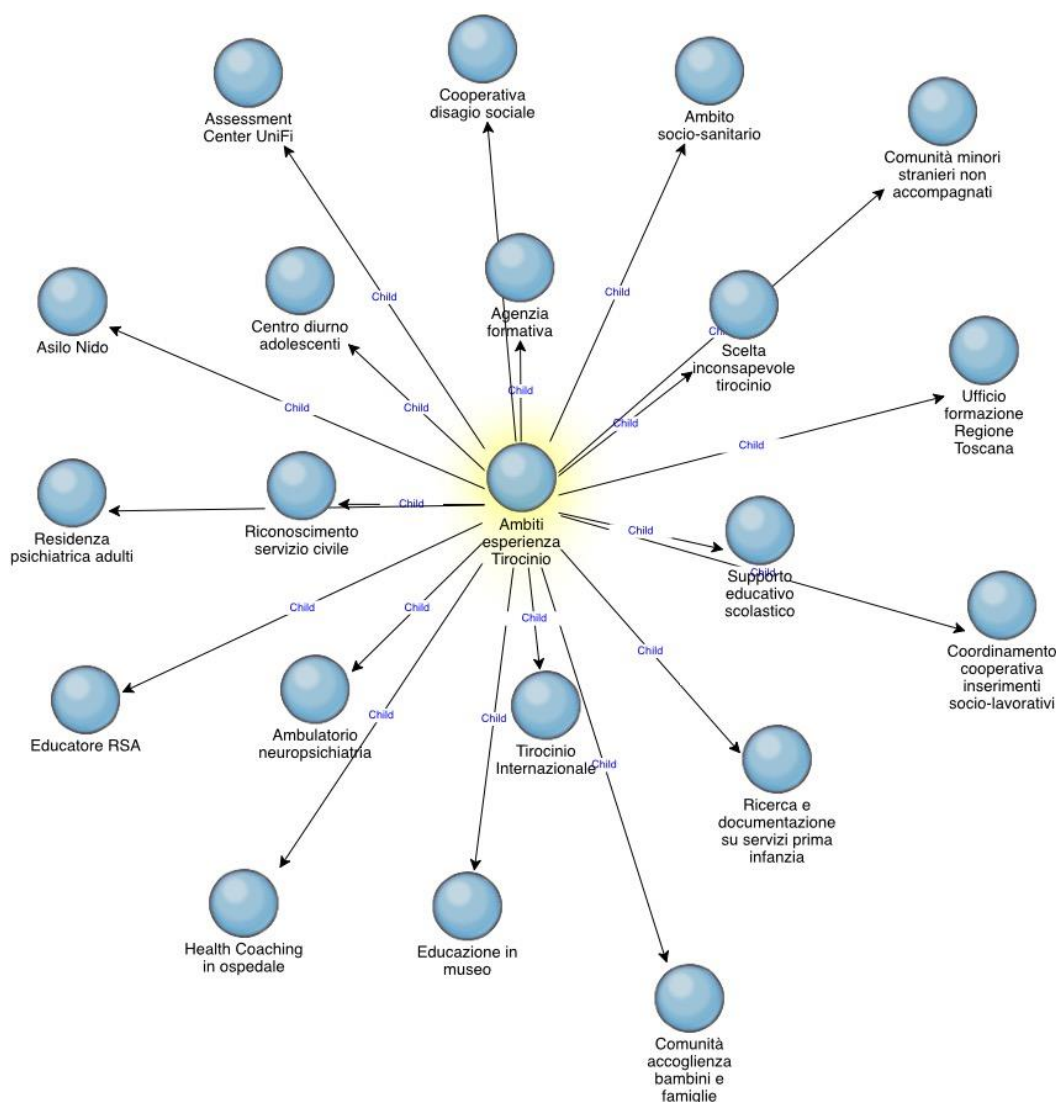 Assessment
Center UniFi
Cooperativa
disagio sociale
Ambito
socio-sanitario
Comunità minori
stranieri non
accompagnati
Asilo Nido
Child
Centro diurno
adolescenti
Child
Agenzia
formativa
Child
Child
Scelta
inconsapevole
tirocinio
Child
Child
Child
Ufficio
formazione
Regione
Toscana
Child
Residenza
psichiatrica adulti
Riconoscimento
servizio civile
Child
Ambiti
esperienza
Tirocinio
Child
Supporto
educativo
scolastico
Child
Coordinamento
cooperativa
inserimenti
socio-lavorativi
Child
Child
Child
Child
Educatore RSA
Ambulatorio
neuropsichiatria
Child
Child
Tirocinio
Internazionale
Child
Ricerca e
documentazione
su servizi prima
infanzia
Health Coaching
in ospedale
Educazione in
museo
Comunità
accoglienza
bambini e
famiglie